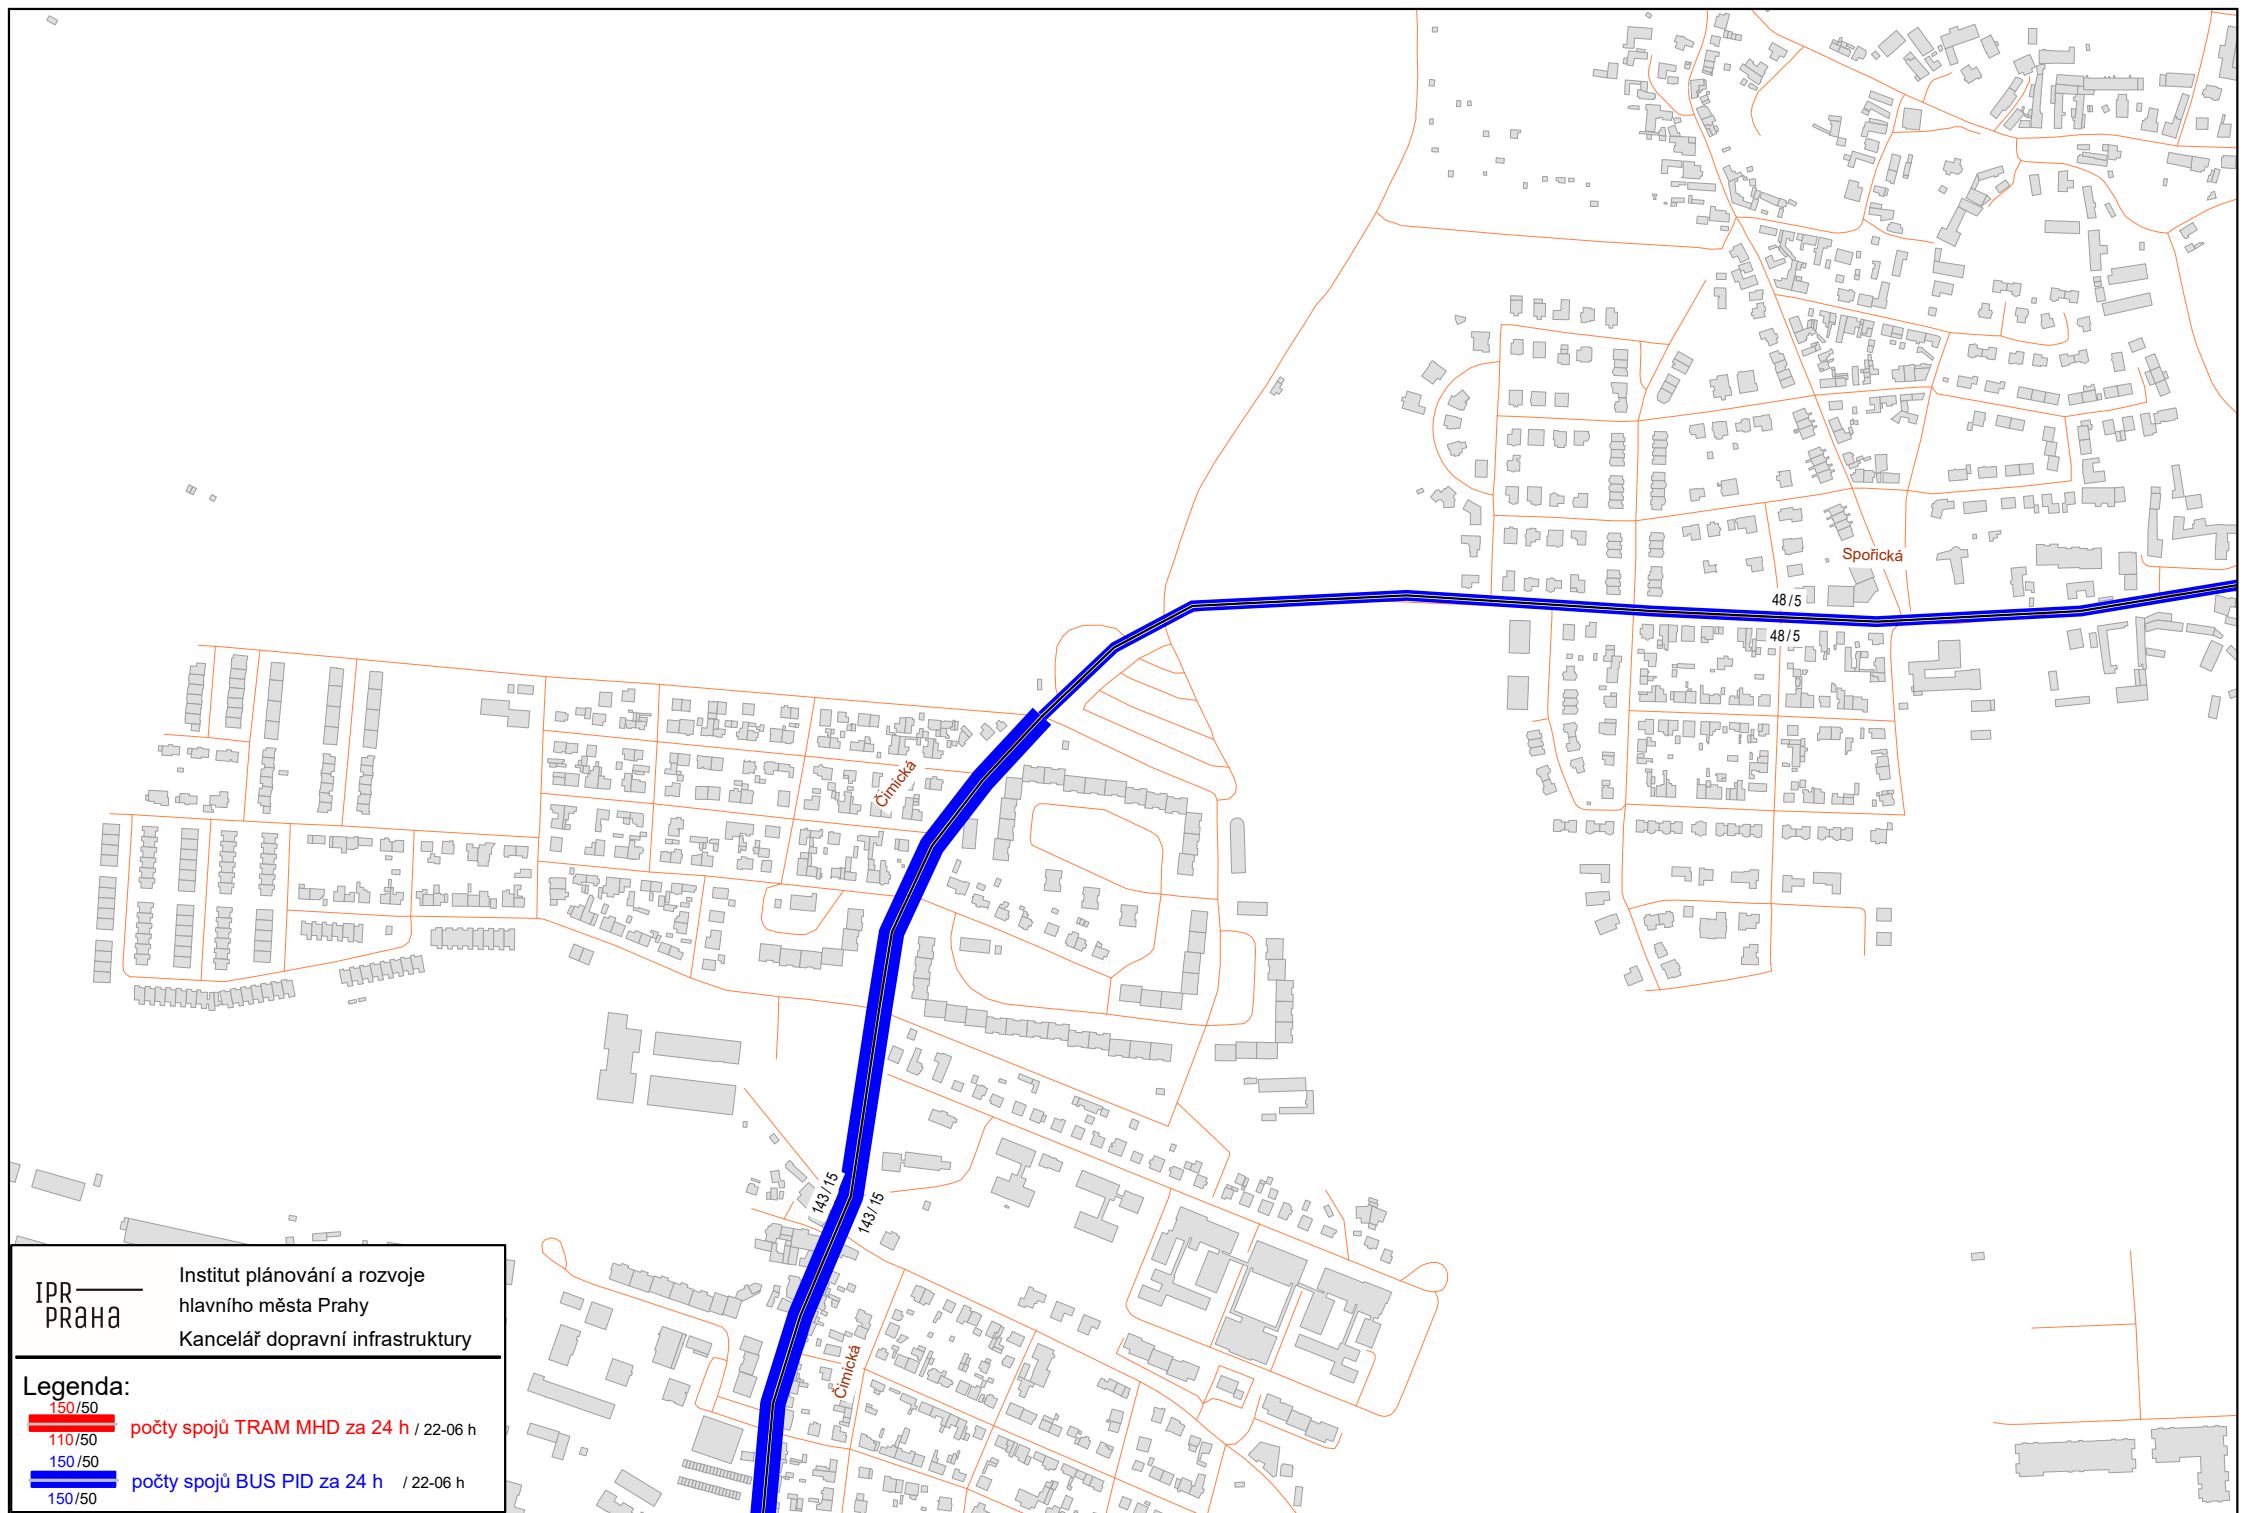 Spořická
48/5
48/5
Čimická
143/15
143/15
Čimická
IPR
PRAHA
Institut plánování a rozvoje
hlavního města Prahy
Kancelář dopravní infrastruktury
Legenda:
150/50
počty spojů TRAM MHD za 24 h / 22-06 h
110/50
150/50
počty spojů BUS PID za 24 h / 22-06 h
150/50